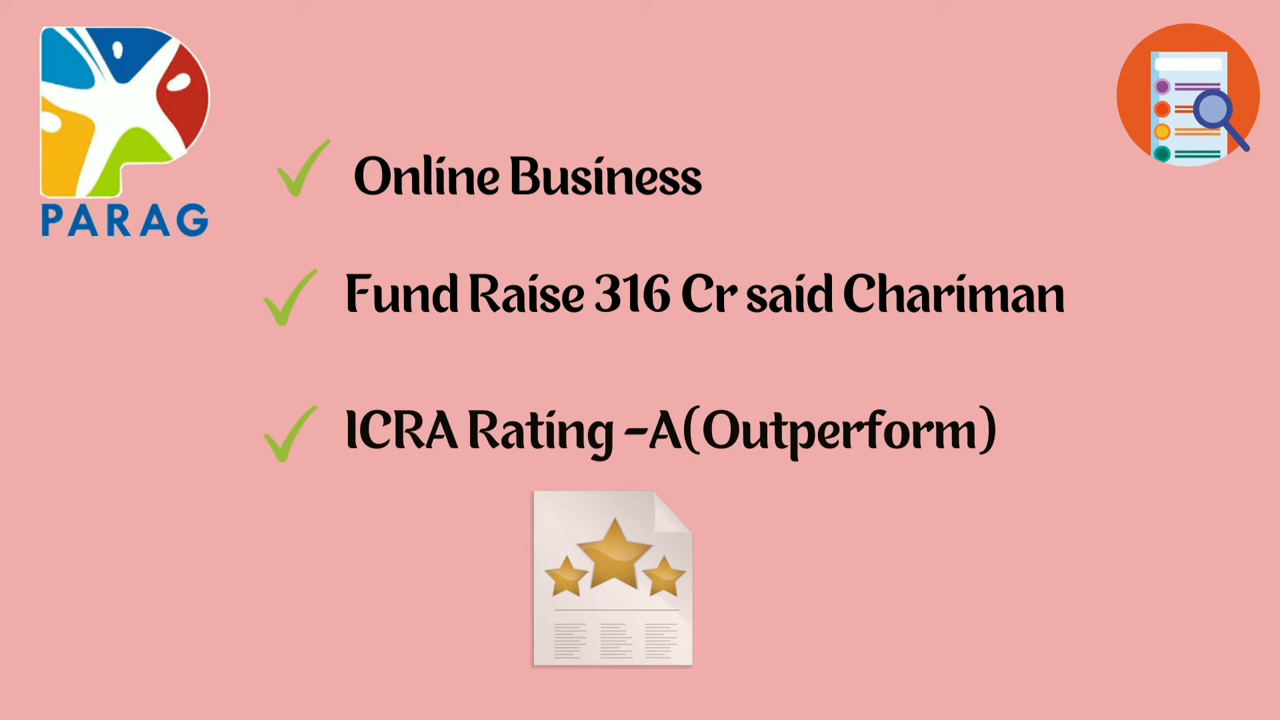 PARAG
Online Business
Fund Raise 316 Cr said Chariman
ICRA Rating -A(Outperform)